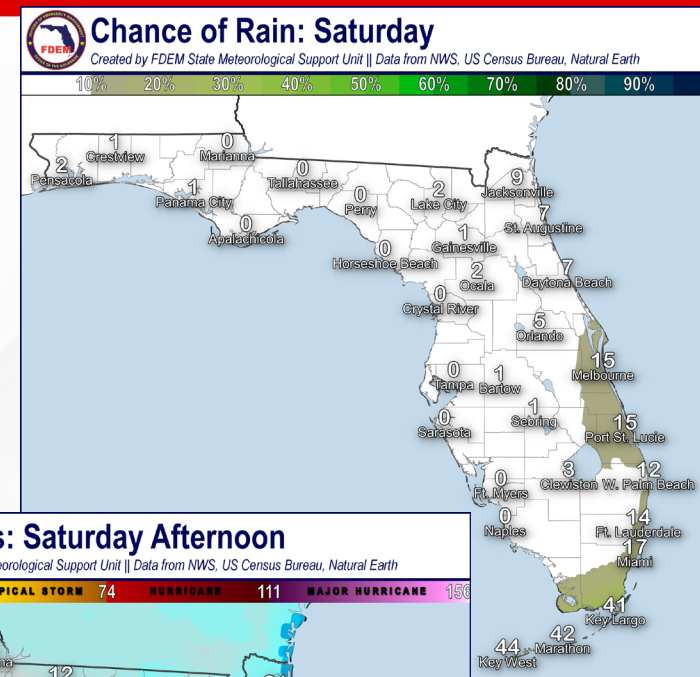 FDEM
Chance of Rain: Saturday
Created by FDEM State Meteorological Support Unit || Data from NWS, US Census Bureau, Natural Earth
10% 20% 30% 40% 50% 60% 70% 80% 90%
1
Crestview
0
Marianna
2
Pensacola
0
Tallahassee
9
Jacksonville
1
Panama City
0
Perry
2
Lake City
7
St. Augustine
0
Apalachicola
1
Gainesville
0
Horseshoe Beach
2
Ocala
7
Daytona Beach
0
Crystal River
5
Orlando
15
Melbourne
0
Tampa
1
Bartow
1
Sebring
0
Sarasota
15
Port St. Lucie
3
Clewiston
12
W. Palm Beach
0
Ft. Myers
0
Naples
14
Ft. Lauderdale
17
Miami
41
Key Largo
42
Marathon
44
Key West
s: Saturday Afternoon
eorological Support Unit || Data from NWS, US Census Bureau, Natural Earth
PICAL STORM 74 HURRICANE 111 MAJOR HURRICANE 156
na
12